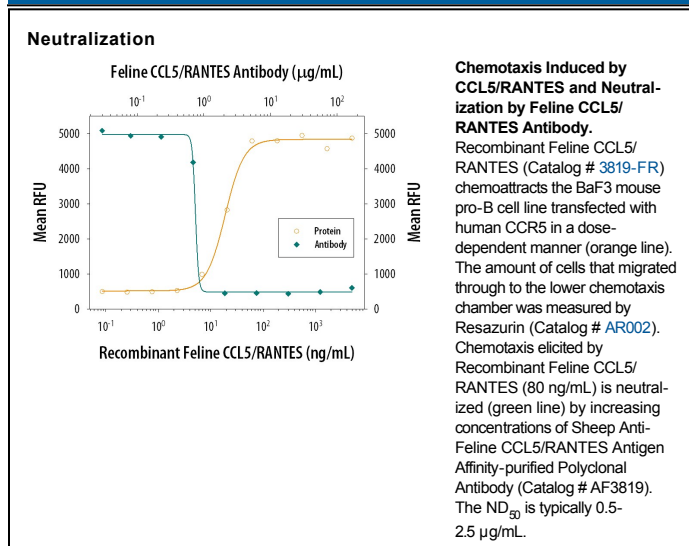 Neutralization
Feline CCL5/RANTES Antibody (μg/mL)
10⁻¹ 10⁰ 10¹ 10²
5000 5000
4000 4000
3000 3000
2000 2000
1000 1000
0 0
Mean RFU
Mean RFU
Protein
Antibody
10⁻¹ 10⁰ 10¹ 10² 10³
Recombinant Feline CCL5/RANTES (ng/mL)
Chemotaxis Induced by
CCL5/RANTES and Neutral-
ization by Feline CCL5/
RANTES Antibody.
Recombinant Feline CCL5/
RANTES (Catalog # 3819-FR)
chemoattracts the BaF3 mouse
pro-B cell line transfected with
human CCR5 in a dose-
dependent manner (orange line).
The amount of cells that migrated
through to the lower chemotaxis
chamber was measured by
Resazurin (Catalog # AR002).
Chemotaxis elicited by
Recombinant Feline CCL5/
RANTES (80 ng/mL) is neutral-
ized (green line) by increasing
concentrations of Sheep Anti-
Feline CCL5/RANTES Antigen
Affinity-purified Polyclonal
Antibody (Catalog # AF3819).
The ND₅₀ is typically 0.5-
2.5 µg/mL.